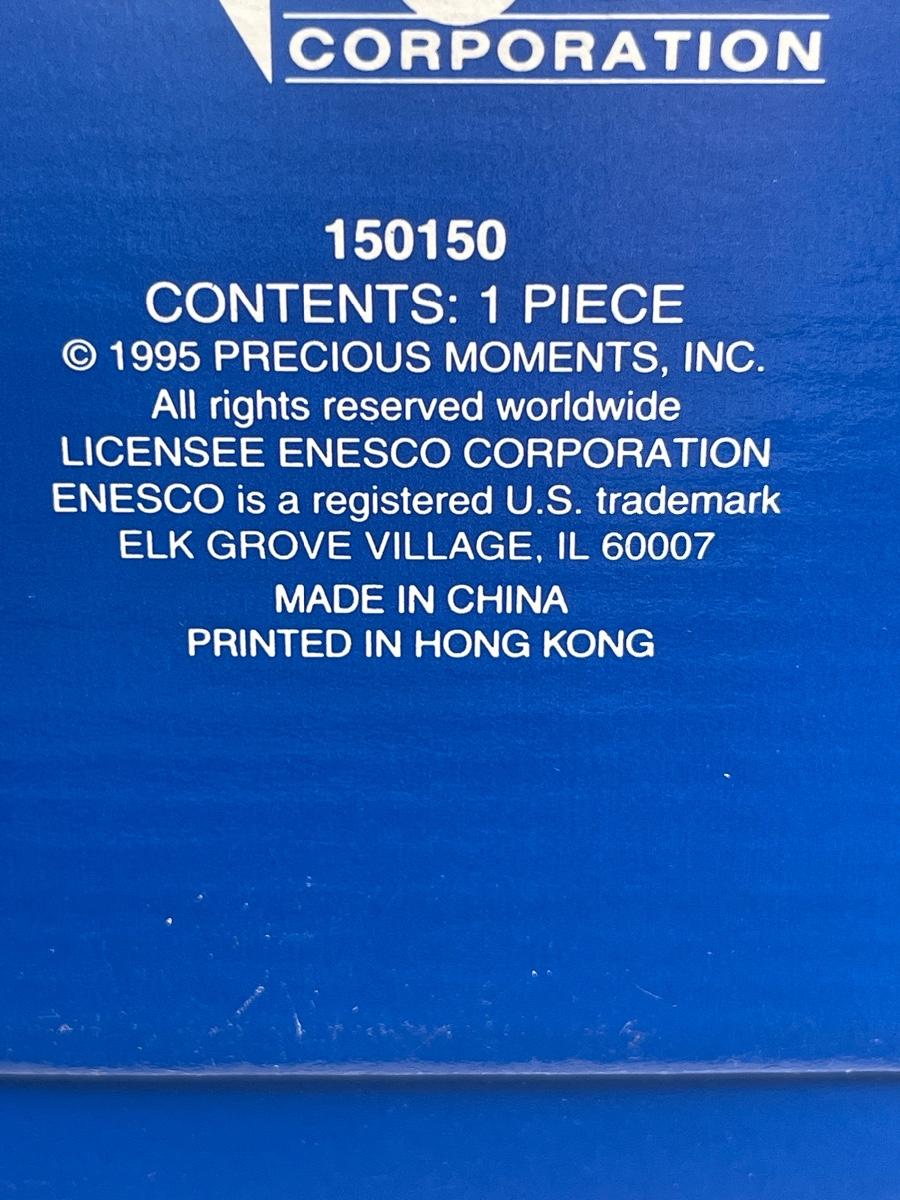 CORPORATION
150150
CONTENTS: 1 PIECE
© 1995 PRECIOUS MOMENTS, INC.
All rights reserved worldwide
LICENSEE ENESCO CORPORATION
ENESCO is a registered U.S. trademark
ELK GROVE VILLAGE, IL 60007
MADE IN CHINA
PRINTED IN HONG KONG